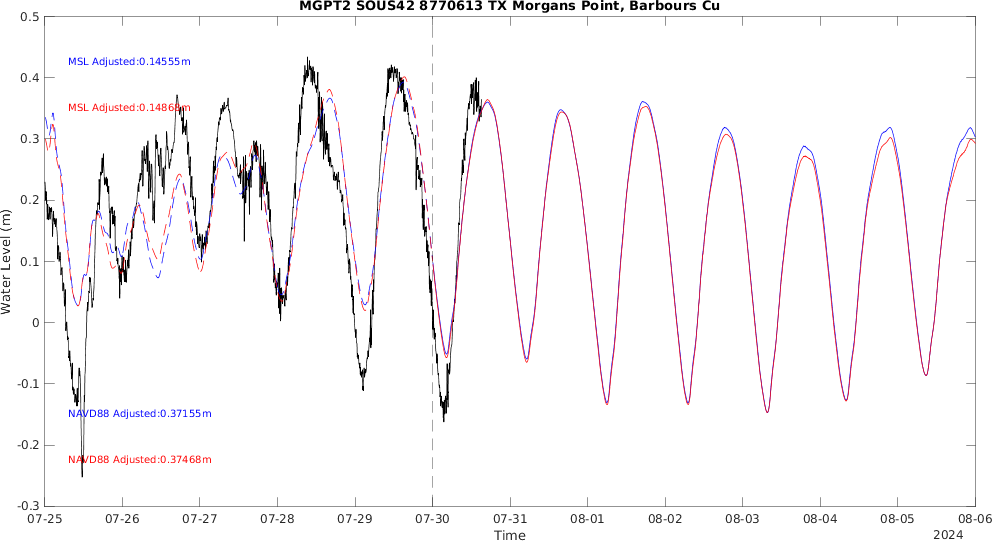 MGPT2 SOUS42 8770613 TX Morgans Point, Barbours Cu
0.5
0.4
0.3
0.2
0.1
0
-0.1
-0.2
-0.3
Water Level (m)
MSL Adjusted:0.14555m
MSL Adjusted:0.14868m
NAVD88 Adjusted:0.37155m
NAVD88 Adjusted:0.37468m
07-25 07-26 07-27 07-28 07-29 07-30 07-31 08-01 08-02 08-03 08-04 08-05 08-06
Time
2024